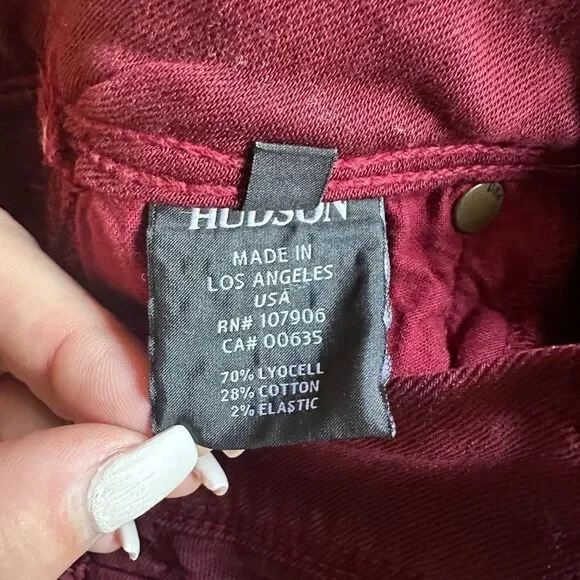 HUDSON
MADE IN
LOS ANGELES
USA
RN# 107906
CA# 00635
70% LYOCELL
28% COTTON
2% ELASTIC